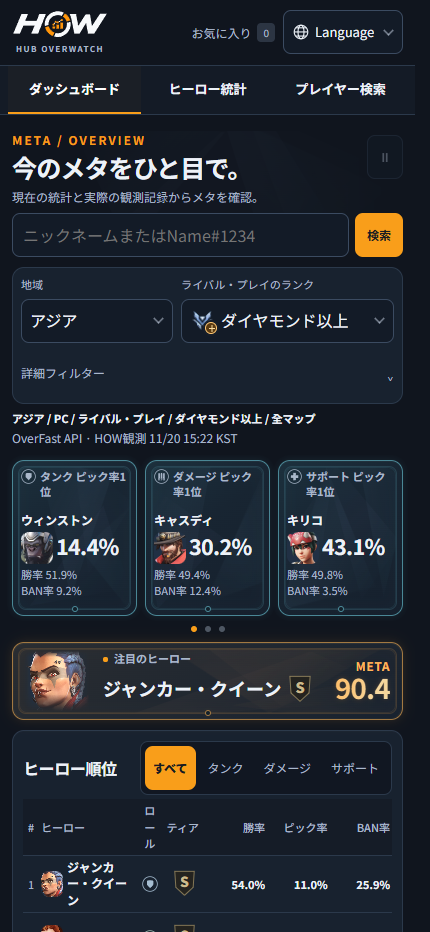 HOW
HUB OVERWATCH
お気に入り 0
Language
ダッシュボード ヒーロー統計 プレイヤー検索
META / OVERVIEW
今のメタをひと目で。
現在の統計と実際の観測記録からメタを確認。
ニックネームまたはName#1234
検索
地域
アジア
ライバル・プレイのランク
ダイヤモンド以上
詳細フィルター
アジア / PC / ライバル・プレイ / ダイヤモンド以上 / 全マップ
OverFast API · HOW観測 11/20 15:22 KST
タンク ピック率1
位
ウィンストン
14.4%
勝率 51.9%
BAN率 9.2%
ダメージ ピック
率1位
キャスディ
30.2%
勝率 49.4%
BAN率 12.4%
サポート ピック
率1位
キリコ
43.1%
勝率 49.8%
BAN率 3.5%
注目のヒーロー
ジャンカー・クイーン S
META
90.4
ヒーロー順位
すべて タンク ダメージ サポート
# ヒーロー
ロ
ー
ル
ティア 勝率 ピック率 BAN率
1
ジャンカ
ー・クイー
ン
S 54.0% 11.0% 25.9%